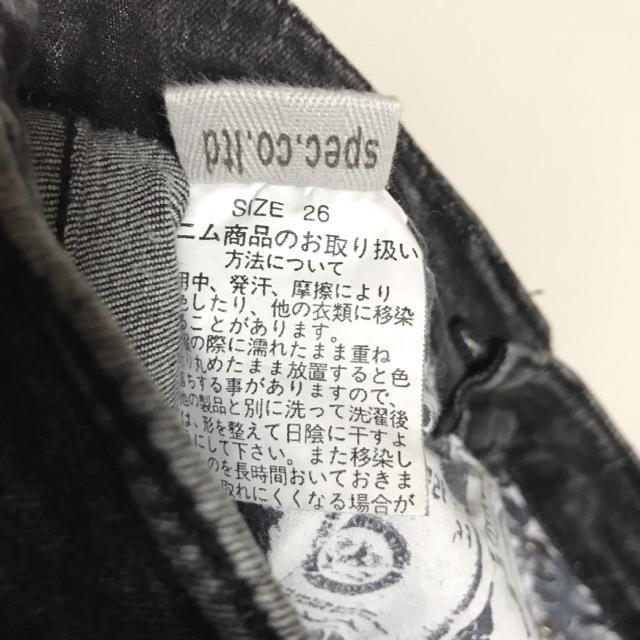 spec.co.ltd
SIZE 26
ニム商品のお取り扱い
方法について
用中、発汗、摩擦により
したり、他の衣類に移染
ことがあります。
の際に濡れたまま重ね
丸めたまま放置すると色
ちする事がありますので、
他の製品と別に洗って洗濯後
は、形を整えて日陰に干すよ
にして下さい。また移染し
のを長時間おいておきま
取れにくくなる場合が